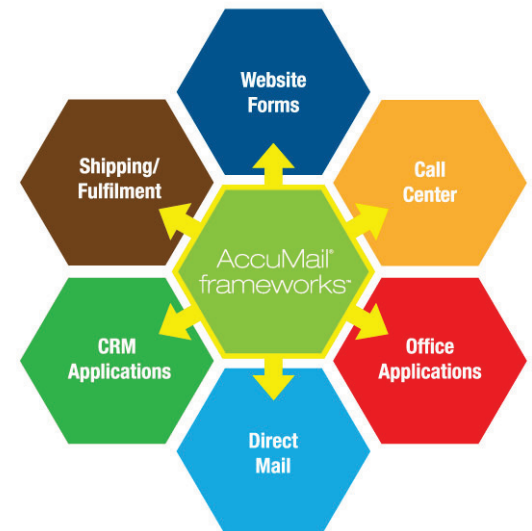 Website
Forms
Shipping/
Fulfilment
Call
Center
AccuMail®
frameworks™
CRM
Applications
Office
Applications
Direct
Mail